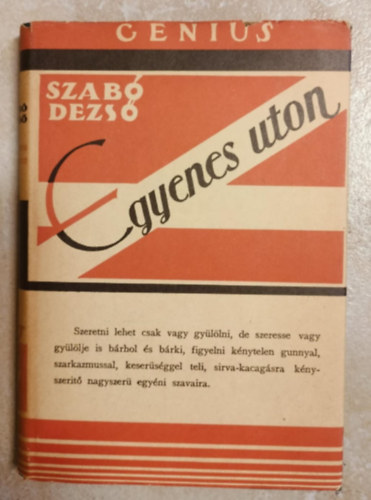 GENIUS
SZABÓ
DEZSŐ
Egyenes uton
Szeretni lehet csak vagy gyülölni, de szeresse vagy
gyülölje is bárhol és bárki, figyelni kénytelen gunnyal,
szarkazmussal, keserüséggel teli, sirva-kacagásra kény-
szeritő nagyszerü egyéni szavaira.